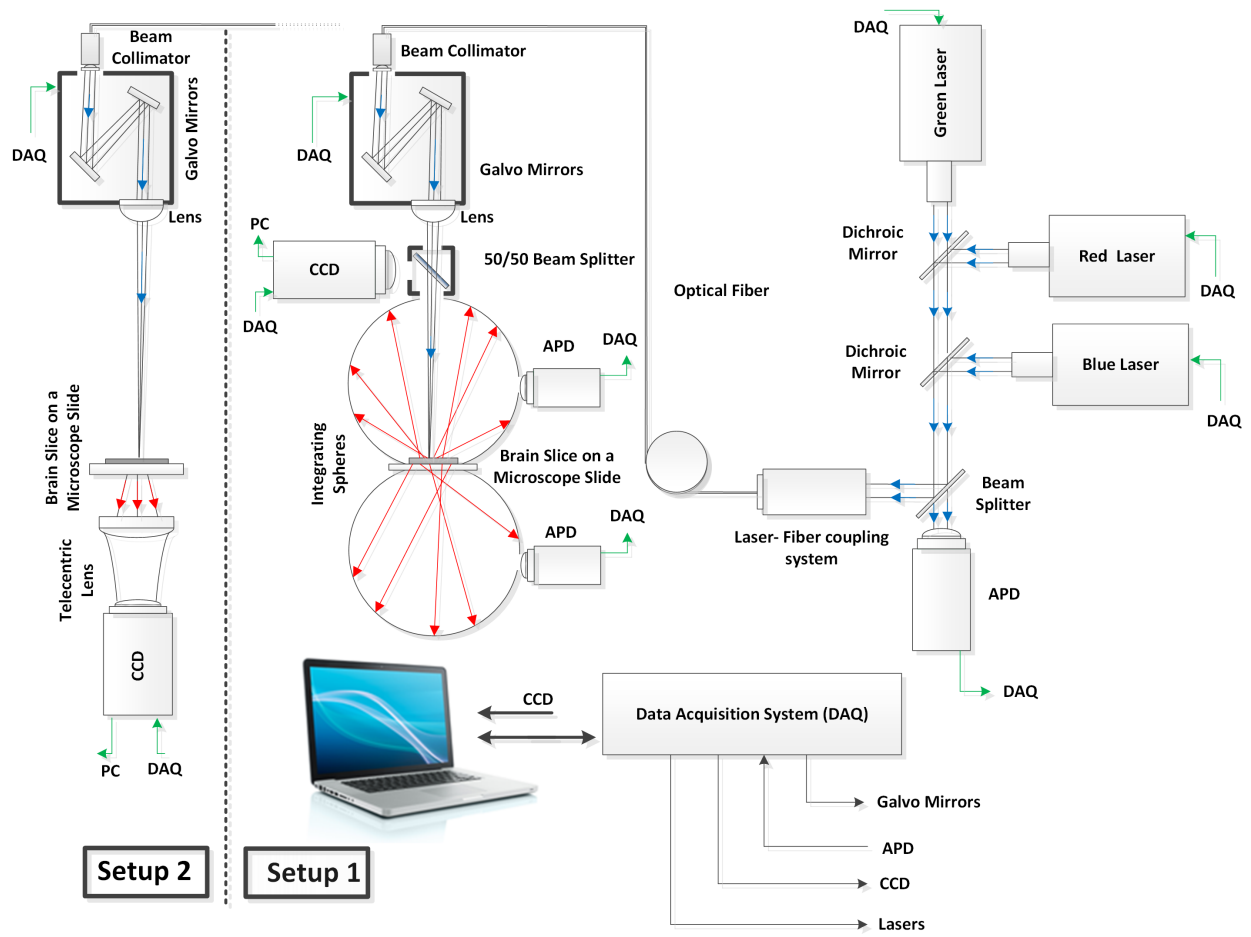 DAQ
Beam
Collimator
DAQ
Galvo Mirrors
Lens
Brain Slice on a
Microscope Slide
Telecentric
Lens
CCD
PC
DAQ
Setup 2
Beam Collimator
DAQ
Galvo Mirrors
Lens
PC
CCD
DAQ
50/50 Beam Splitter
APD
DAQ
Integrating
Spheres
Brain Slice on a
Microscope Slide
APD
DAQ
Optical Fiber
Green Laser
Dichroic
Mirror
Red Laser
DAQ
Dichroic
Mirror
Blue Laser
DAQ
Beam
Splitter
Laser- Fiber coupling
system
APD
DAQ
CCD
Data Acquisition System (DAQ)
Galvo Mirrors
APD
CCD
Lasers
Setup 1